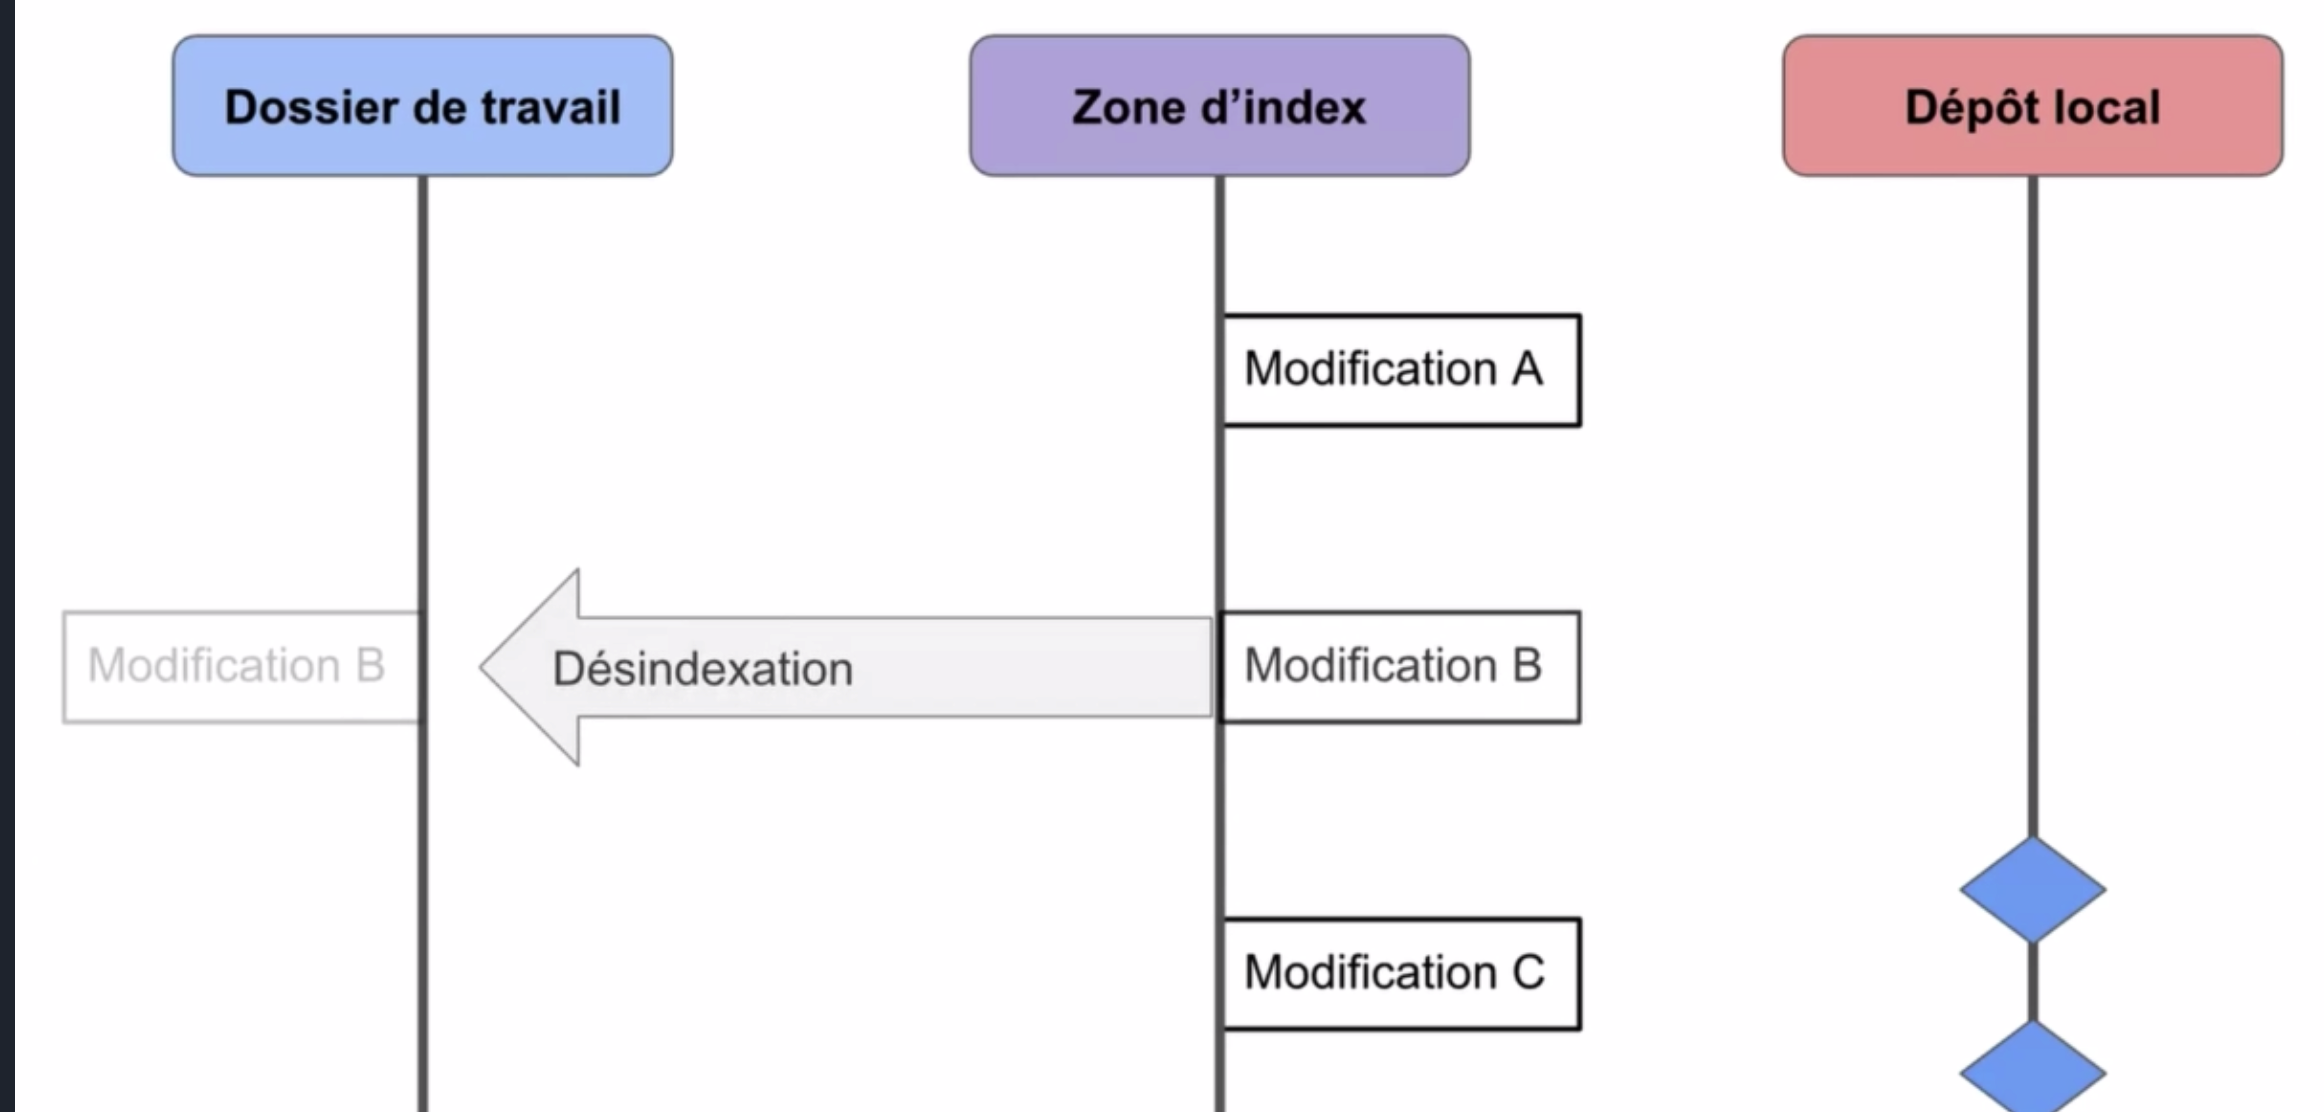 Dossier de travail
Zone d’index
Dépôt local
Modification A
Modification B
Désindexation
Modification B
Modification C